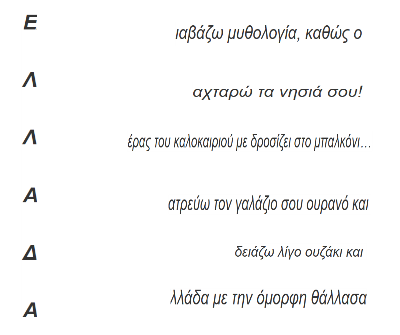 Ε ιαβάζω μυθολογία, καθώς ο
Λ αχταρώ τα νησιά σου!
Λ έρας του καλοκαιριού με δροσίζει στο μπαλκόνι...
Α ατρεύω τον γαλάζιο σου ουρανό και
Δ δειάζω λίγο ουζάκι και
Α λλάδα με την όμορφη θάλλασα